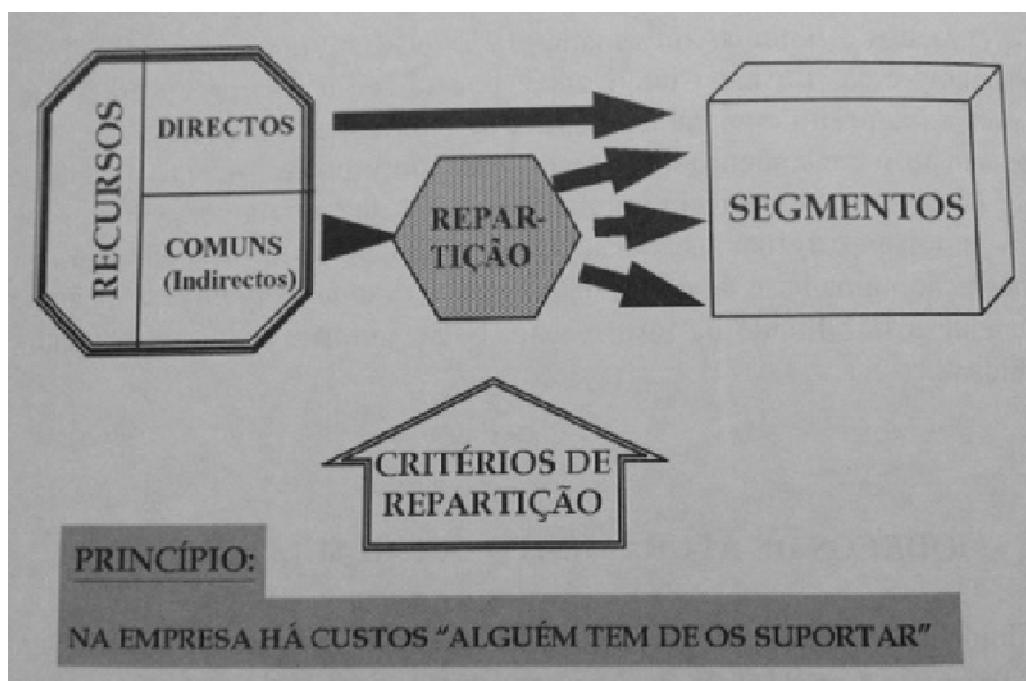 RECURSOS
DIRECTOS
COMUNS
(Indirectos)
REPAR-
TIÇÃO
SEGMENTOS
CRITÉRIOS DE
REPARTIÇÃO
PRINCÍPIO:
NA EMPRESA HÁ CUSTOS “ALGUÉM TEM DE OS SUPORTAR”